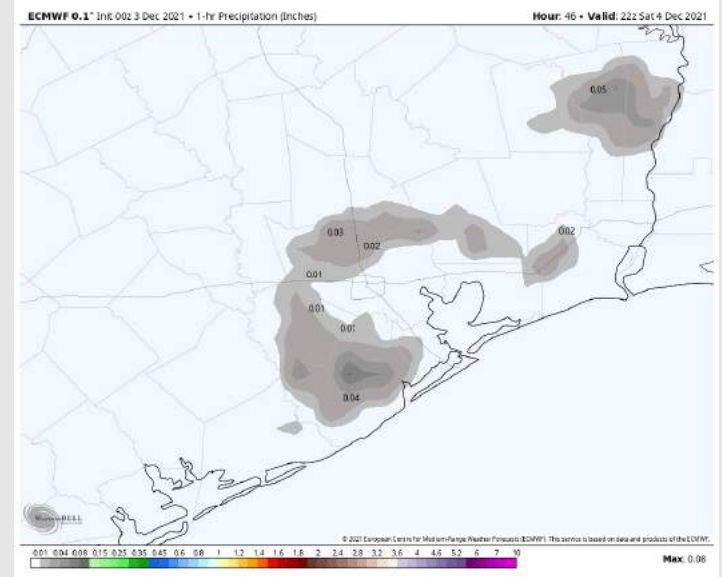 ECMWF 0.1° Init 00z 3 Dec 2021 • 1-hr Precipitation (Inches)
Hour: 46 • Valid: 22z Sat 4 Dec 2021
0.05
0.03
0.02
0.02
0.01
0.01
0.01
0.04
WeatherBELL
© 2021 European Centre for Medium-Range Weather Forecasts (ECMWF). This service is based on data and products of the ECMWF.
0.01 0.04 0.08 0.15 0.25 0.35 0.45 0.6 0.8 1 1.2 1.4 1.6 1.8 2 2.4 2.8 3.2 3.6 4 4.8 5.2 6 7 10
Max: 0.08